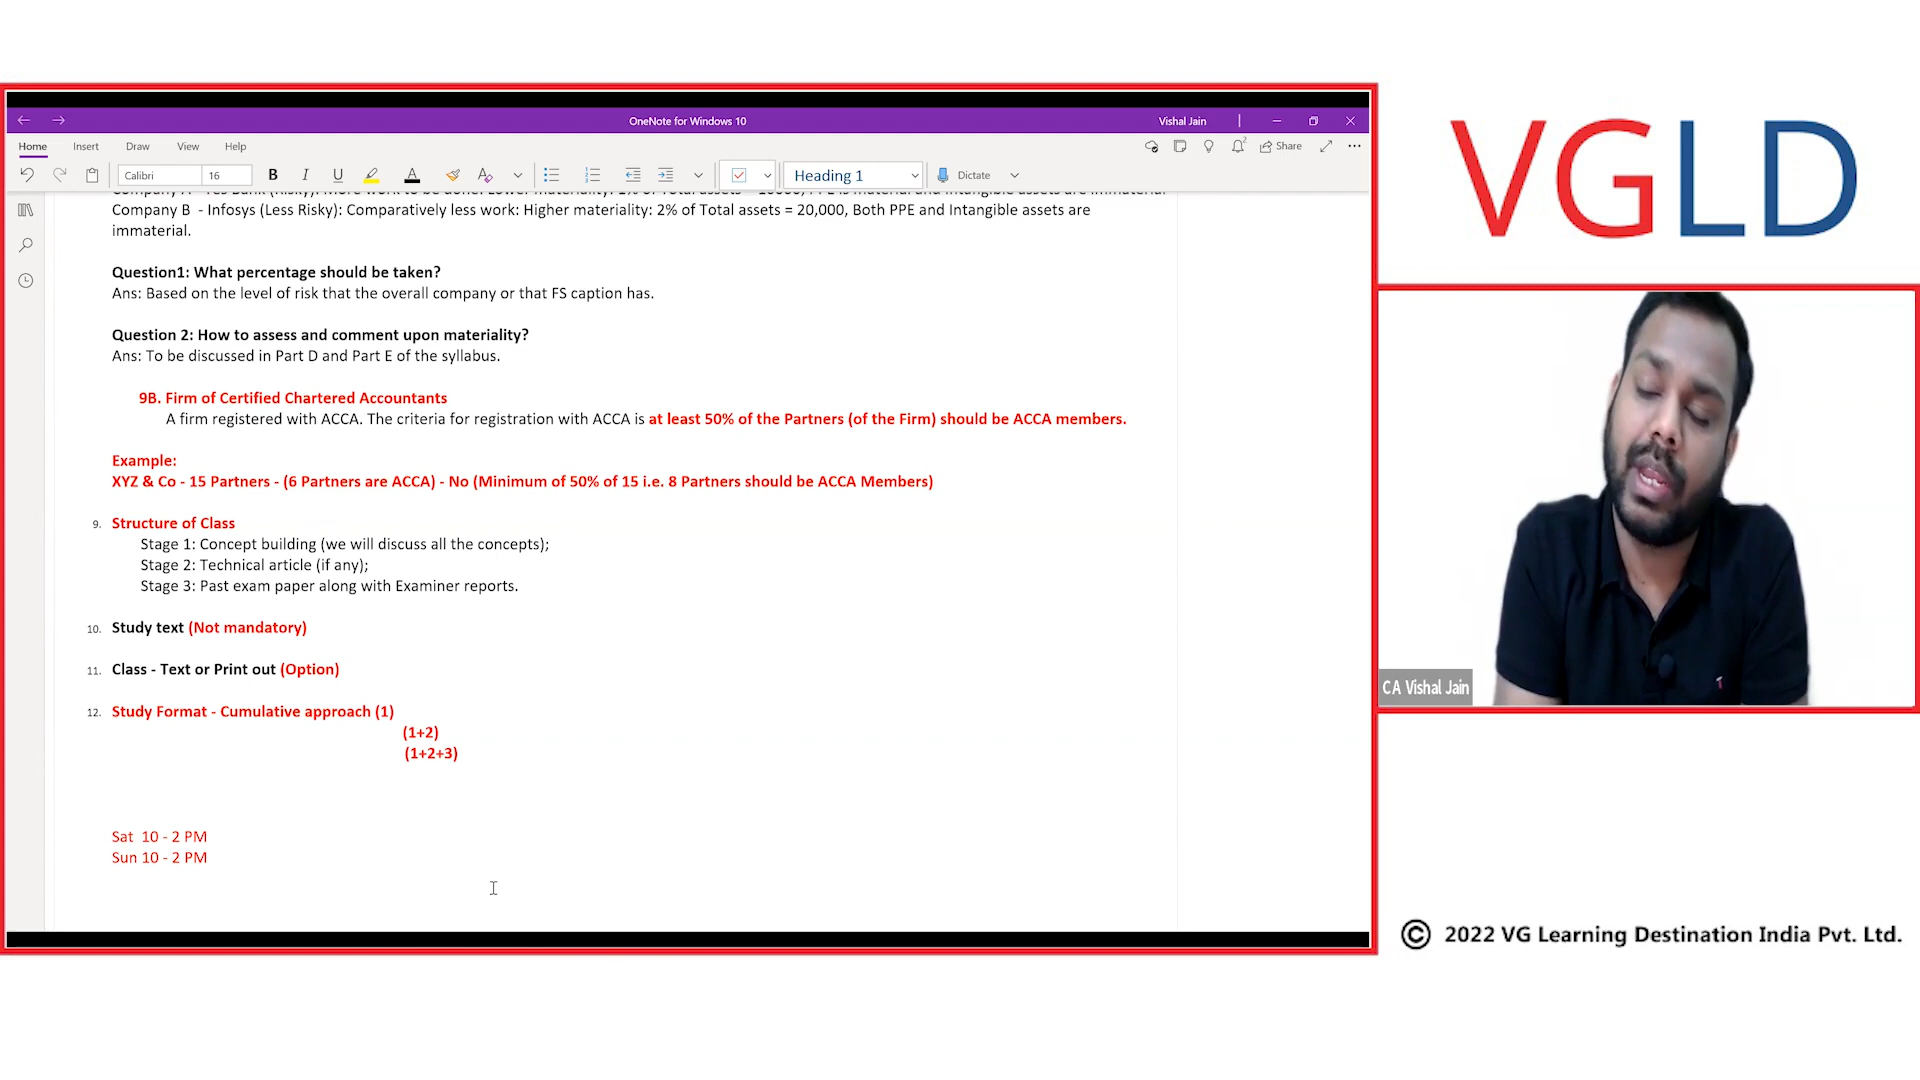 OneNote for Windows 10
Vishal Jain
Home Insert Draw View Help
Share
Calibri 16 B I U A Heading 1 Dictate
Company B - Infosys (Less Risky): Comparatively less work: Higher materiality: 2% of Total assets = 20,000, Both PPE and Intangible assets are
immaterial.
Question1: What percentage should be taken?
Ans: Based on the level of risk that the overall company or that FS caption has.
Question 2: How to assess and comment upon materiality?
Ans: To be discussed in Part D and Part E of the syllabus.
9B. Firm of Certified Chartered Accountants
A firm registered with ACCA. The criteria for registration with ACCA is at least 50% of the Partners (of the Firm) should be ACCA members.
Example:
XYZ & Co - 15 Partners - (6 Partners are ACCA) - No (Minimum of 50% of 15 i.e. 8 Partners should be ACCA Members)
9. Structure of Class
Stage 1: Concept building (we will discuss all the concepts);
Stage 2: Technical article (if any);
Stage 3: Past exam paper along with Examiner reports.
10. Study text (Not mandatory)
11. Class - Text or Print out (Option)
12. Study Format - Cumulative approach (1)
(1+2)
(1+2+3)
Sat 10 - 2 PM
Sun 10 - 2 PM
VGLD
CA Vishal Jain
© 2022 VG Learning Destination India Pvt. Ltd.